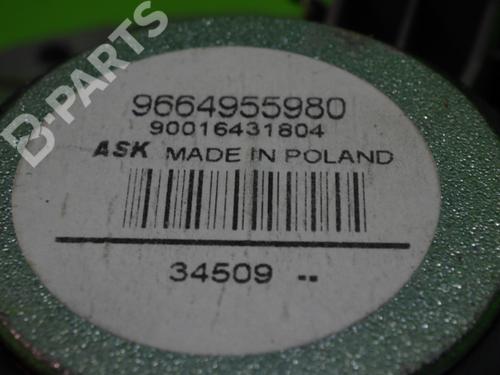 B-PARTS
9664955980
90016431804
ASK MADE IN POLAND
34509 --